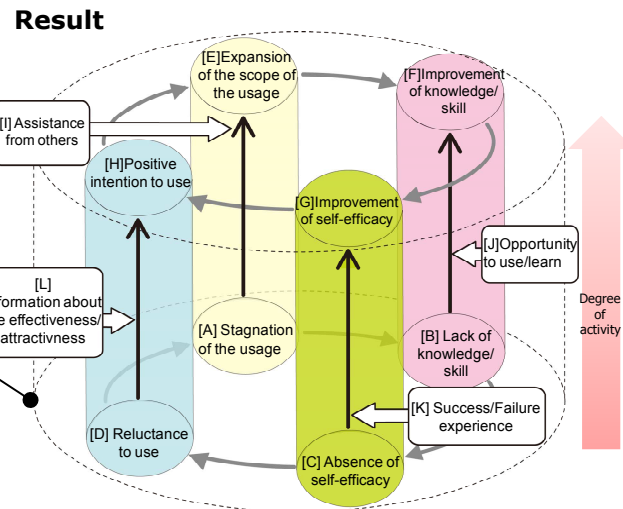 Result
[E]Expansion
of the scope of
the usage
[F]Improvement
of knowledge/
skill
[I] Assistance
from others
[H]Positive
intention to use
[G]Improvement
of self-efficacy
[J]Opportunity
to use/learn
[L]
about
effectiveness/
attractivness
[A] Stagnation
of the usage
[B] Lack of
knowledge/
skill
Degree
of
activity
[K] Success/Failure
experience
[D] Reluctance
to use
[C] Absence of
self-efficacy